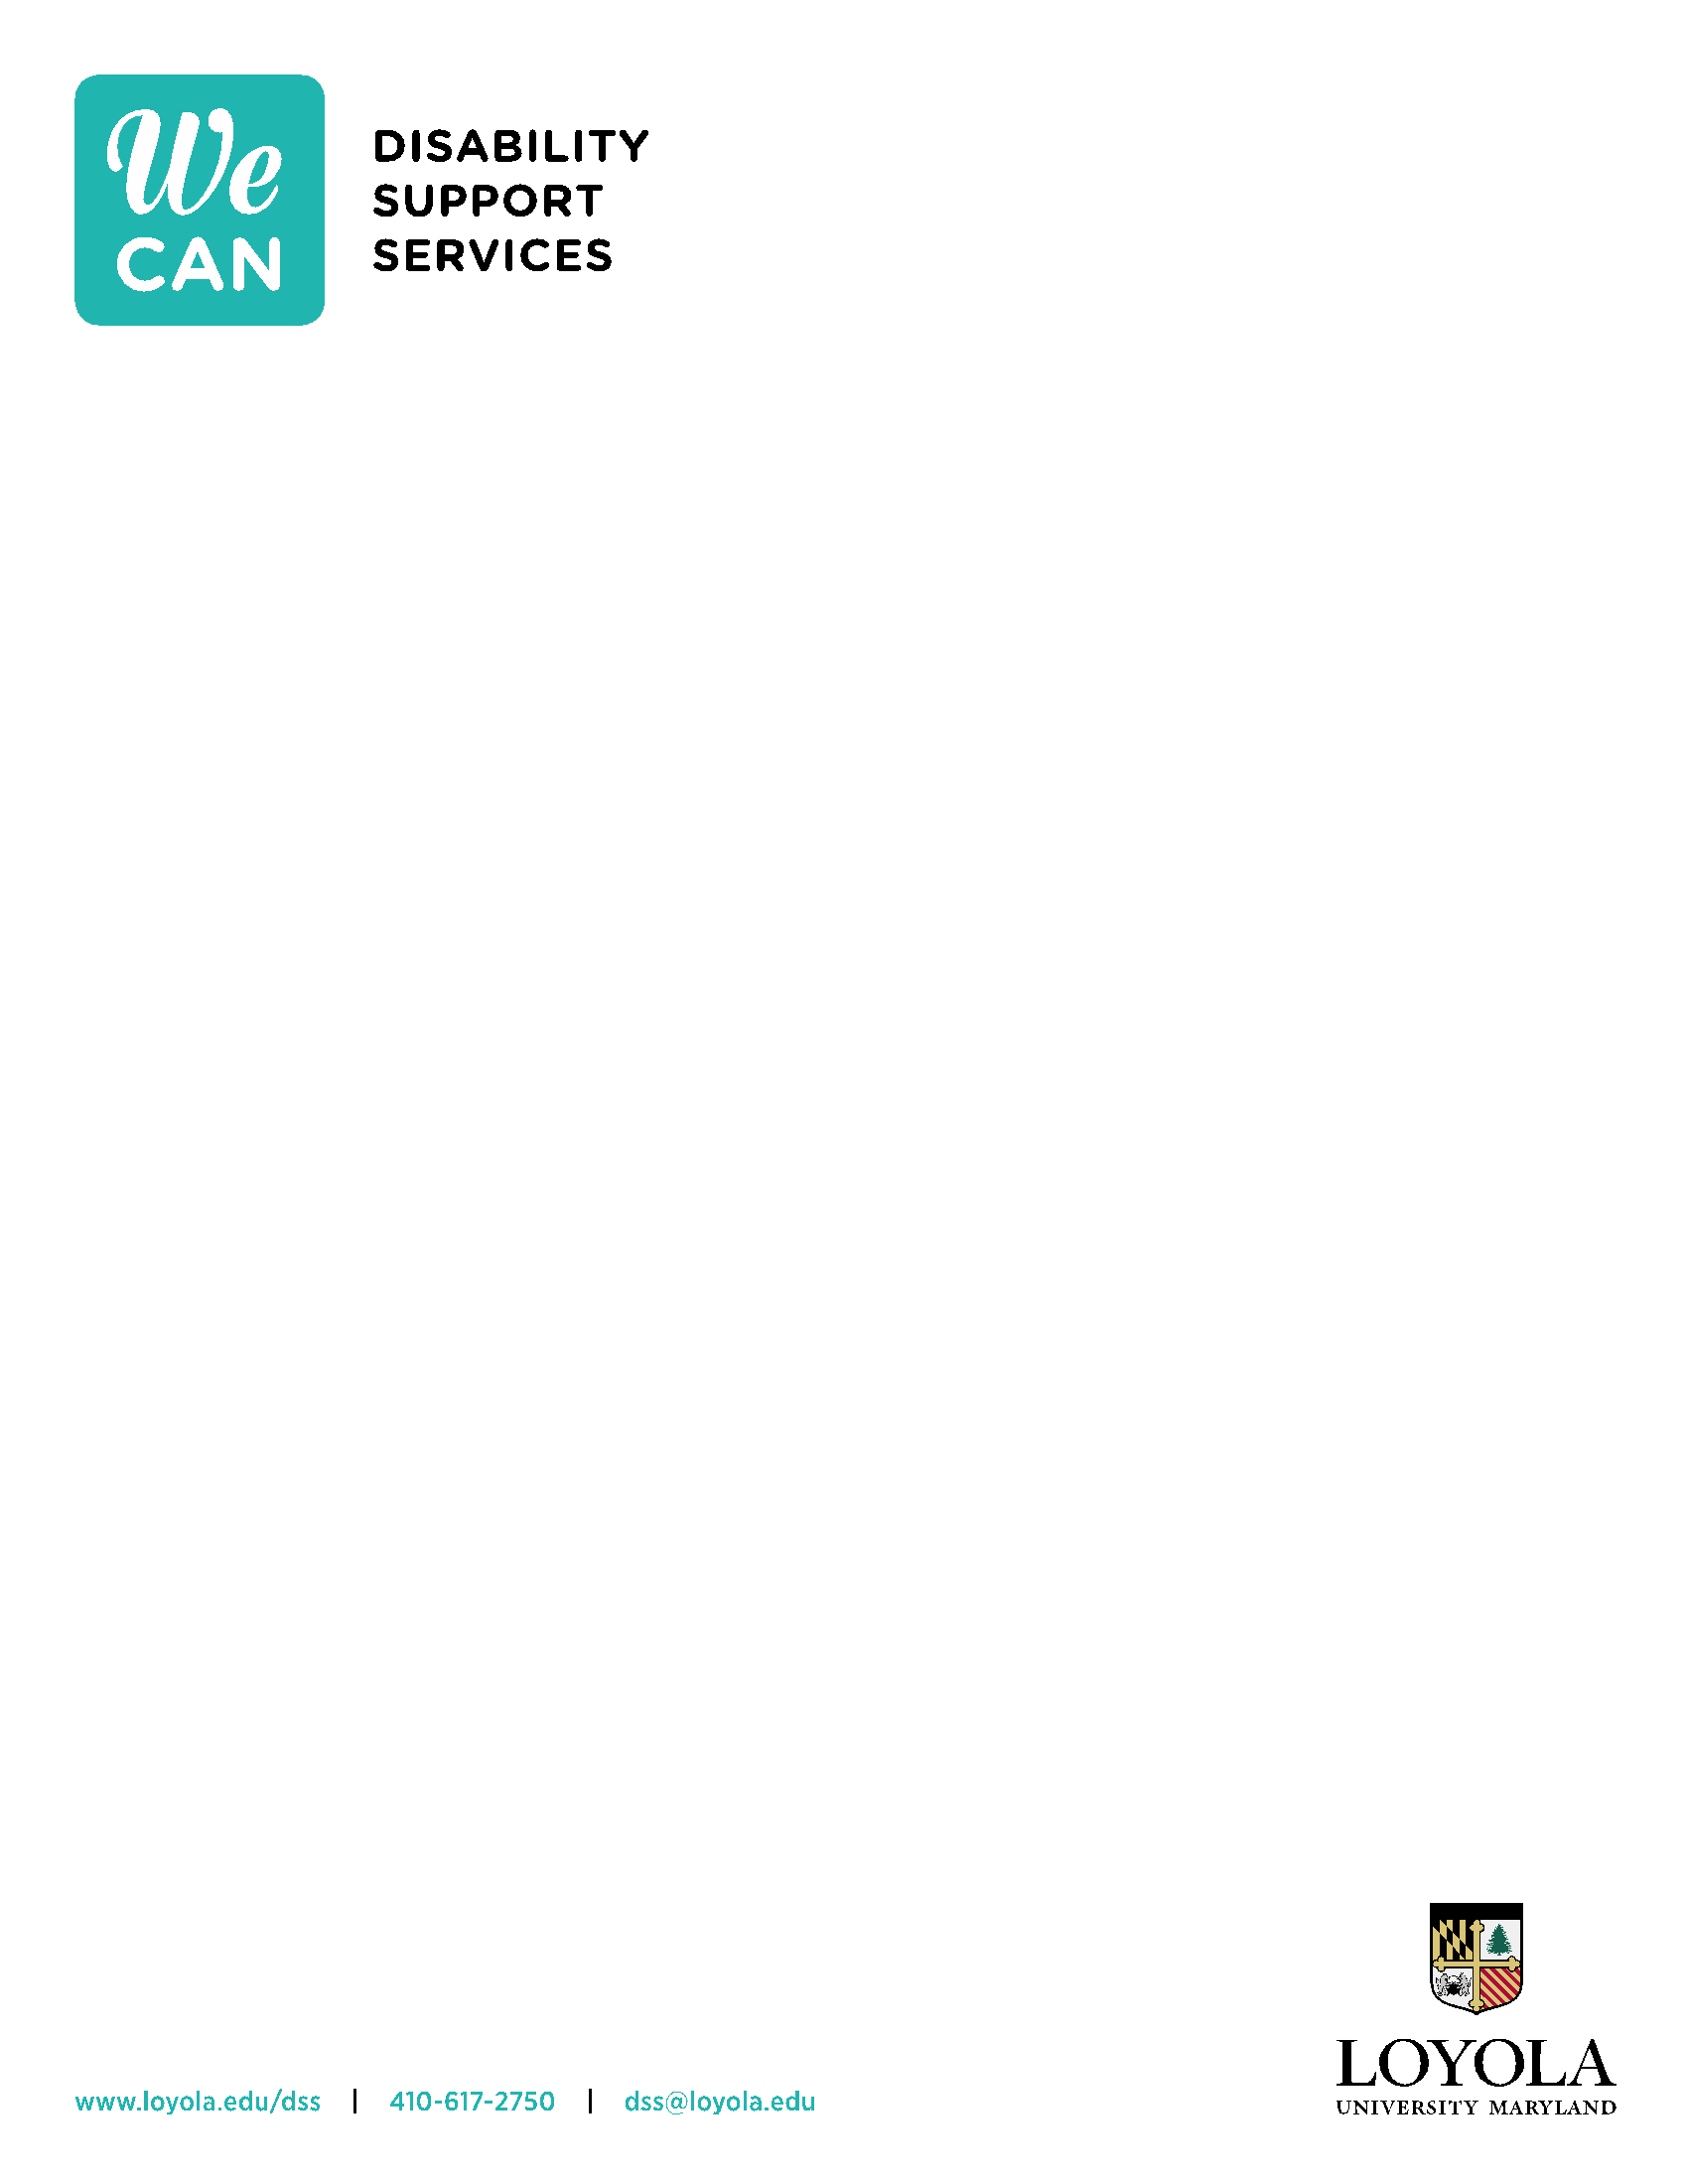 We
CAN
DISABILITY
SUPPORT
SERVICES
www.loyola.edu/dss | 410-617-2750 | dss@loyola.edu
LOYOLA
UNIVERSITY MARYLAND